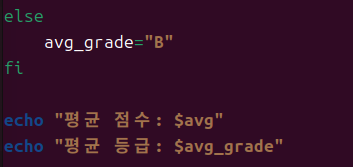 else
    avg_grade="B"
fi

echo "평균 점수: $avg"
echo "평균 등급: $avg_grade"